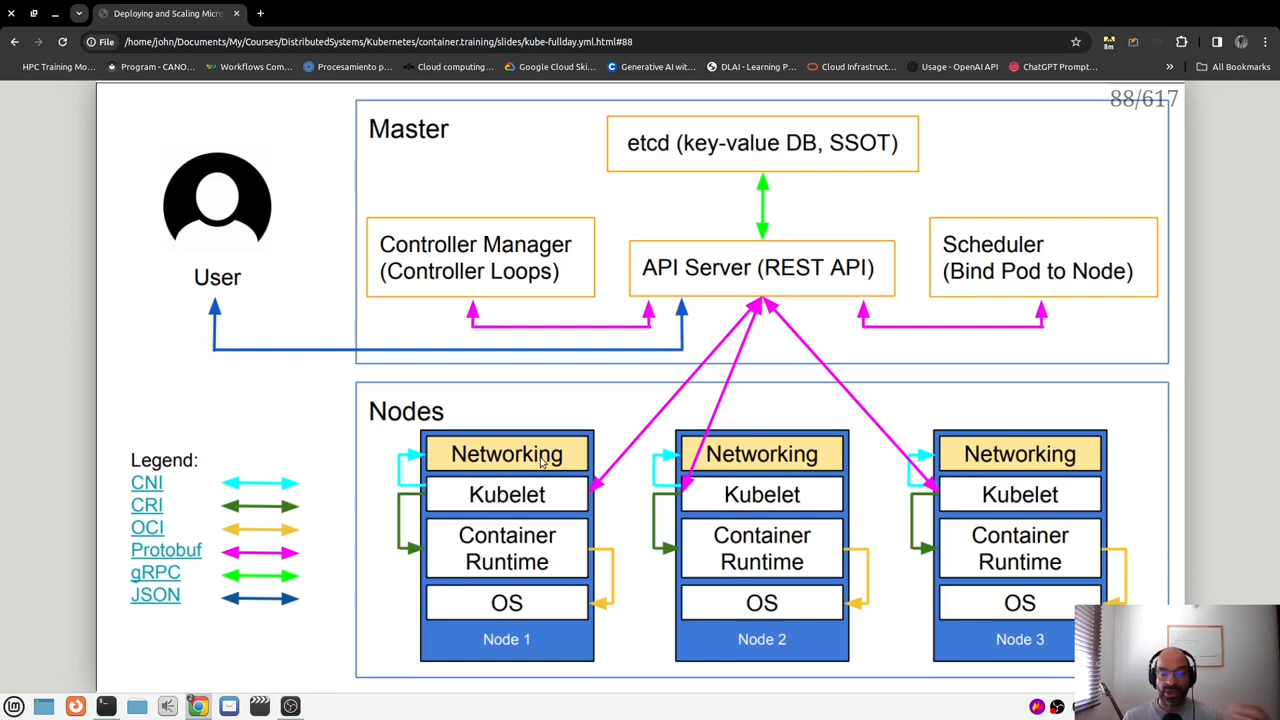 Deploying and Scaling Micro
File
/home/john/Documents/My/Courses/DistributedSystems/Kubernetes/container.training/slides/kube-fullday.yml.html#88
8m
HPC Training Mo...
Program - CANO...
Workflows Com...
Procesamiento p...
Cloud computing...
Google Cloud Ski...
Generative AI wit...
DLAI - Learning P...
Cloud Infrastruct...
Usage - OpenAI API
ChatGPT Prompt...
»
All Bookmarks
88/617
Master
etcd (key-value DB, SSOT)
Controller Manager
(Controller Loops)
API Server (REST API)
Scheduler
(Bind Pod to Node)
User
Nodes
Legend:
CNI
CRI
OCI
Protobuf
gRPC
JSON
Networking
Kubelet
Container
Runtime
OS
Node 1
Networking
Kubelet
Container
Runtime
OS
Node 2
Networking
Kubelet
Container
Runtime
OS
Node 3
2